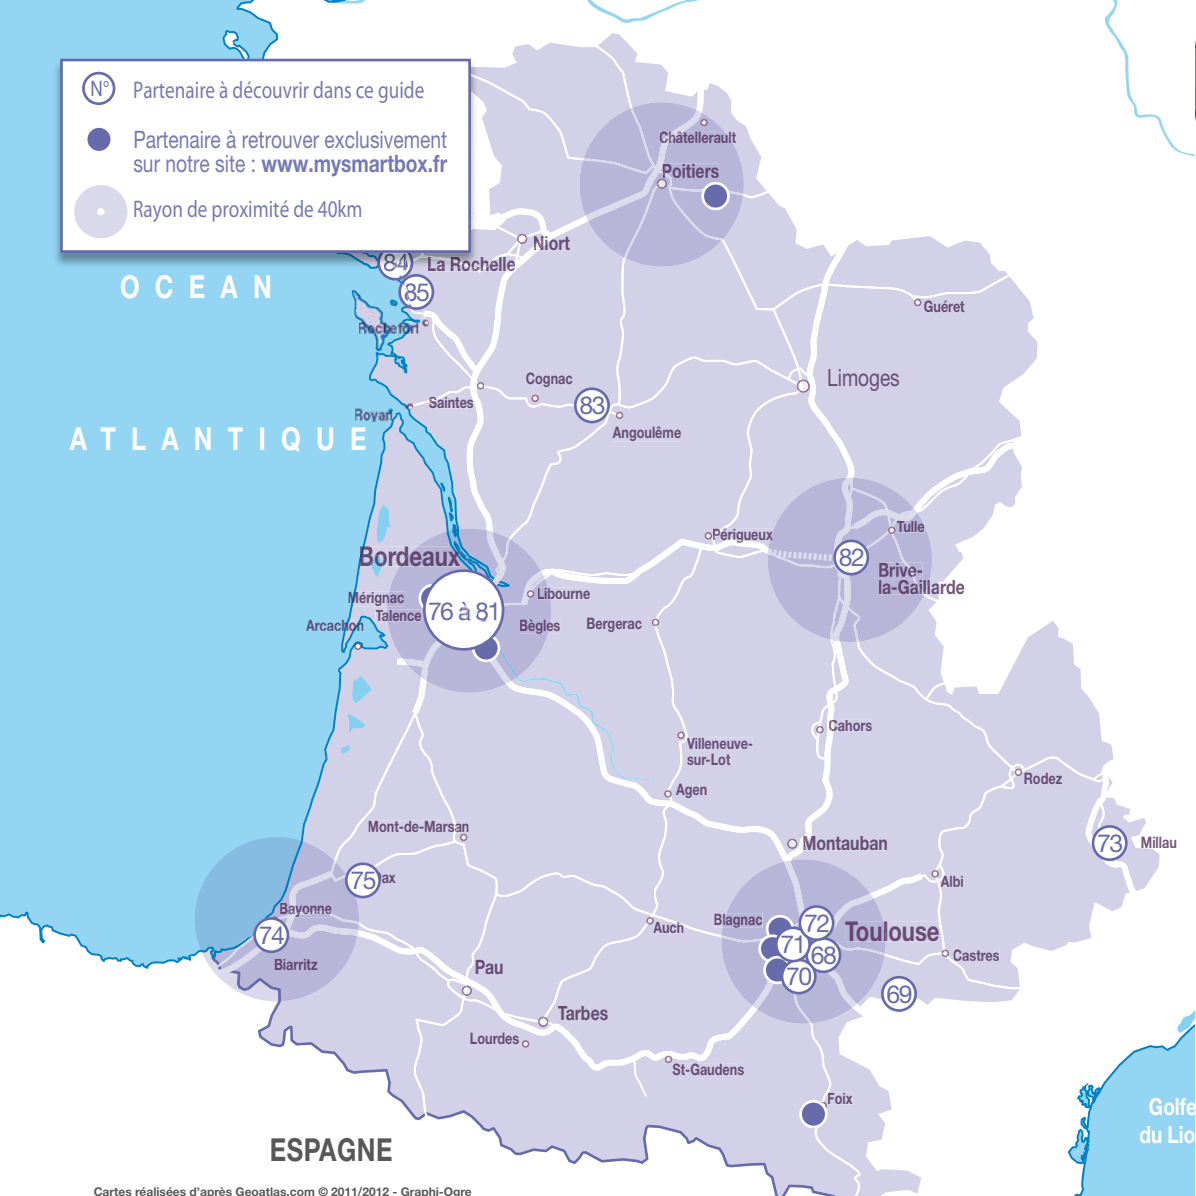 N° Partenaire à découvrir dans ce guide
Partenaire à retrouver exclusivement
sur notre site : www.mysmartbox.fr
Rayon de proximité de 40km
Châtellerault
Poitiers
Niort
84
La Rochelle
85
OCEAN
Guéret
Rochefort
Limoges
Cognac
Saintes
83
Royan
Angoulême
ATLANTIQUE
Tulle
Périgueux
Bordeaux
82
Brive-
la-Gaillarde
Mérignac
Libourne
76 à 81
Talence
Arcachon
Bègles
Bergerac
Cahors
Villeneuve-
sur-Lot
Rodez
Agen
Mont-de-Marsan
Montauban
73
Millau
75
ax
Albi
Bayonne
Blagnac
72
Auch
Toulouse
74
71
68
Castres
Biarritz
Pau
70
69
Tarbes
Lourdes
St-Gaudens
Foix
Golfe
du Lio
ESPAGNE
Cartes réalisées d'après Geoatlas.com © 2011/2012 - Graphi-Ogre